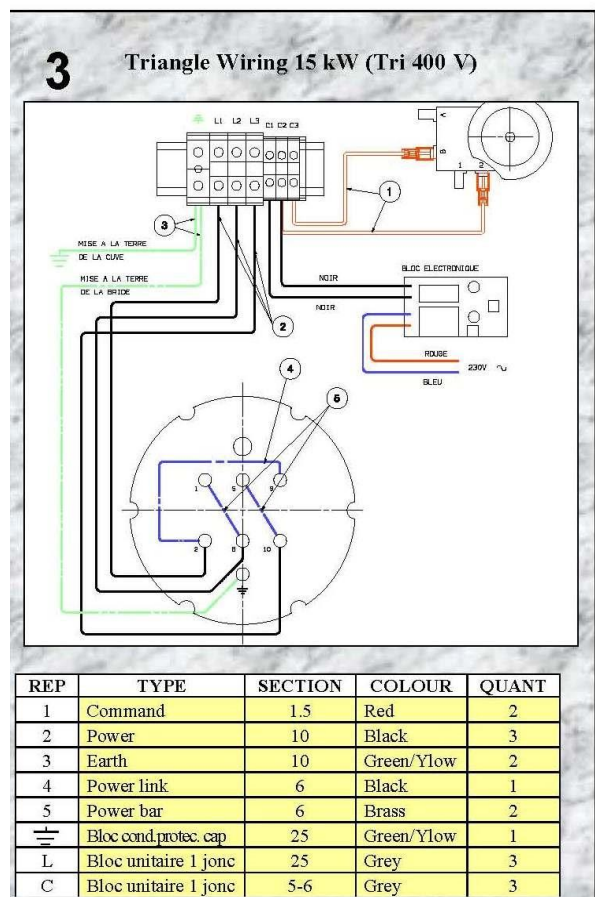 3
Triangle Wiring 15 kW (Tri 400 V)
L1 L2 L3 C1 C2 C3
A
B
1 2
1
3
MISE A LA TERRE
DE LA CUVE
MISE A LA TERRE
DE LA BRIDE
2
NOIR
NOIR
BLOC ELECTRONIQUE
ROUGE
230V ~
BLEU
4
5
1 5 9
2 8 10
REP TYPE SECTION COLOUR QUANT
1 Command 1.5 Red 2
2 Power 10 Black 3
3 Earth 10 Green/Ylow 2
4 Power link 6 Black 1
5 Power bar 6 Brass 2
Bloc cond.protec. cap 25 Green/Ylow 1
L Bloc unitaire 1 jonc 25 Grey 3
C Bloc unitaire 1 jonc 5-6 Grey 3